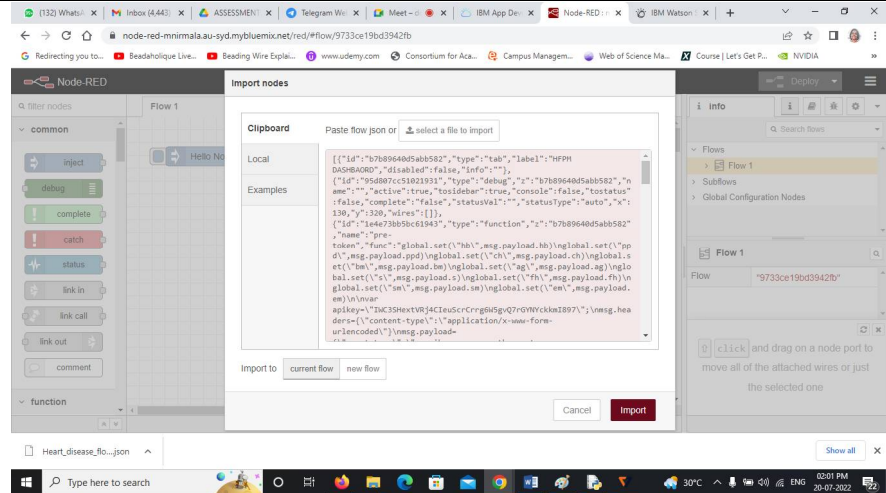 (132) WhatsA
Inbox (4,443)
ASSESSMENT
Telegram We
Meet – d
IBM App Dev
Node-RED : n
IBM Watson S
node-red-mnirmala.au-syd.mybluemix.net/red/#flow/9733ce19bd3942fb
Redirecting you to...
Beadaholique Live...
Beading Wire Explai...
www.udemy.com
Consortium for Aca...
Campus Managem...
Web of Science Ma...
Course | Let's Get P...
NVIDIA
Node-RED
Deploy
filter nodes
common
inject
debug
complete
catch
status
link in
link call
link out
comment
function
Flow 1
Hello No
Import nodes
Clipboard
Local
Examples
Paste flow json or select a file to import
[{"id":"b7b89640d5abb582","type":"tab","label":"HFPM
DASHBAORD","disabled":false,"info":""},
{"id":"95d807cc51021931","type":"debug","z":"b7b89640d5abb582","n
ame":"","active":true,"tosidebar":true,"console":false,"tostatus"
:false,"complete":"false","statusVal":"","statusType":"auto","x":
130,"y":320,"wires":[]},
{"id":"1e4e73bb5bc61943","type":"function","z":"b7b89640d5abb582"
,"name":"pre-
token","func":"global.set(\"hb\",msg.payload.hb)\nglobal.set(\"pp
d\",msg.payload.ppd)\nglobal.set(\"ch\",msg.payload.ch)\nglobal.s
et(\"bm\",msg.payload.bm)\nglobal.set(\"ag\",msg.payload.ag)\nglo
bal.set(\"s\",msg.payload.s)\nglobal.set(\"fh\",msg.payload.fh)\n
global.set(\"sm\",msg.payload.sm)\nglobal.set(\"em\",msg.payload.
em)\n\nvar
apikey=\"IWC3SHextVRj4CIeuScrCrrg6W5gvQ7rGYNYckkmI897\";\nmsg.hea
ders={\"content-type\":\"application/x-www-form-
urlencoded\"}\nmsg.payload=
Import to current flow new flow
Cancel Import
info
Search flows
Flows
Flow 1
Subflows
Global Configuration Nodes
Flow 1
Flow "9733ce19bd3942fb"
click and drag on a node port to
move all of the attached wires or just
the selected one
Heart_disease_flo....json
Show all
Type here to search
30°C
ENG
02:01 PM
20-07-2022
22